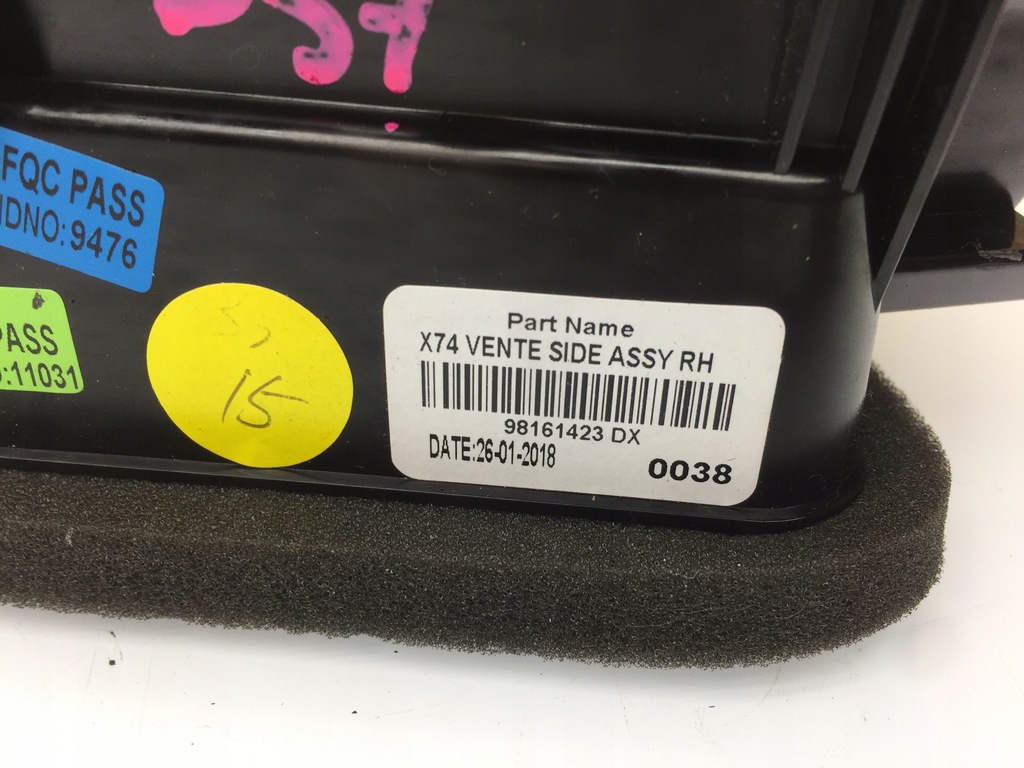 57
FQC PASS
IDNO:9476
PASS
:11031
15
Part Name
X74 VENTE SIDE ASSY RH
98161423 DX
DATE:26-01-2018
0038